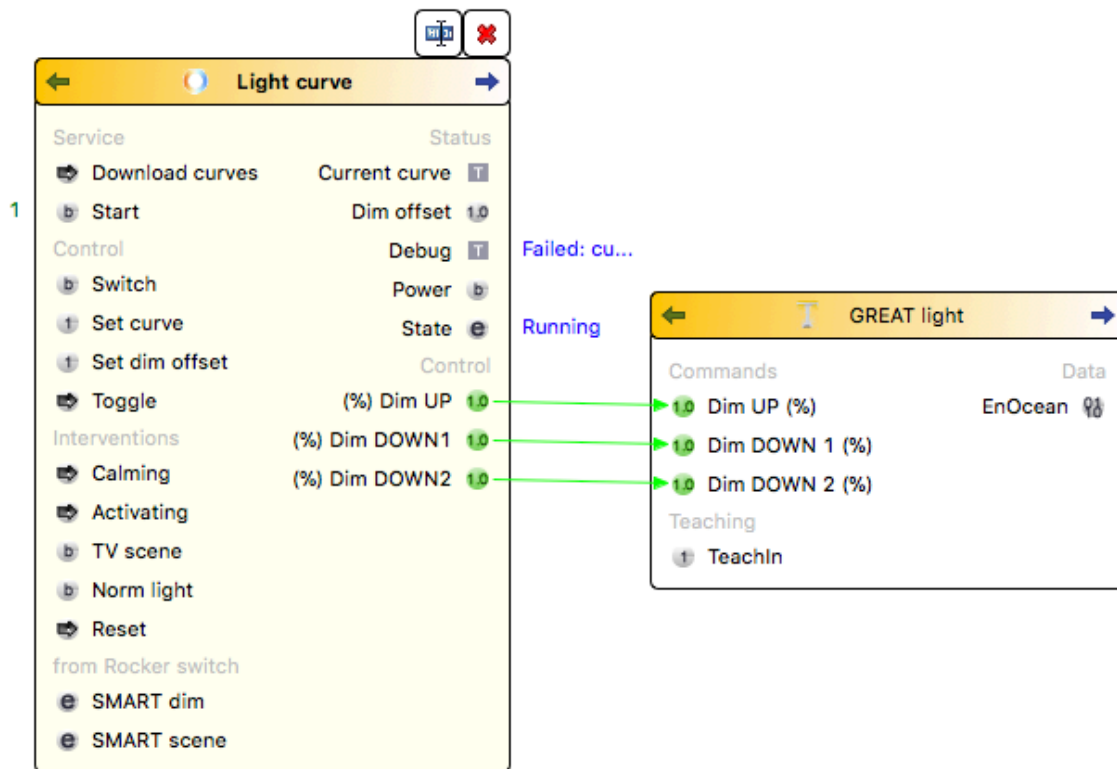 Light curve
Service Status
Download curves Current curve T
1 b Start Dim offset 1.0
Control Debug T Failed: cu...
b Switch Power b
1 Set curve State e Running
1 Set dim offset Control
Toggle (%) Dim UP 1.0
Interventions (%) Dim DOWN1 1.0
Calming (%) Dim DOWN2 1.0
Activating
b TV scene
b Norm light
Reset
from Rocker switch
e SMART dim
e SMART scene
GREAT light
Commands Data
1.0 Dim UP (%) EnOcean
1.0 Dim DOWN 1 (%)
1.0 Dim DOWN 2 (%)
Teaching
1 TeachIn